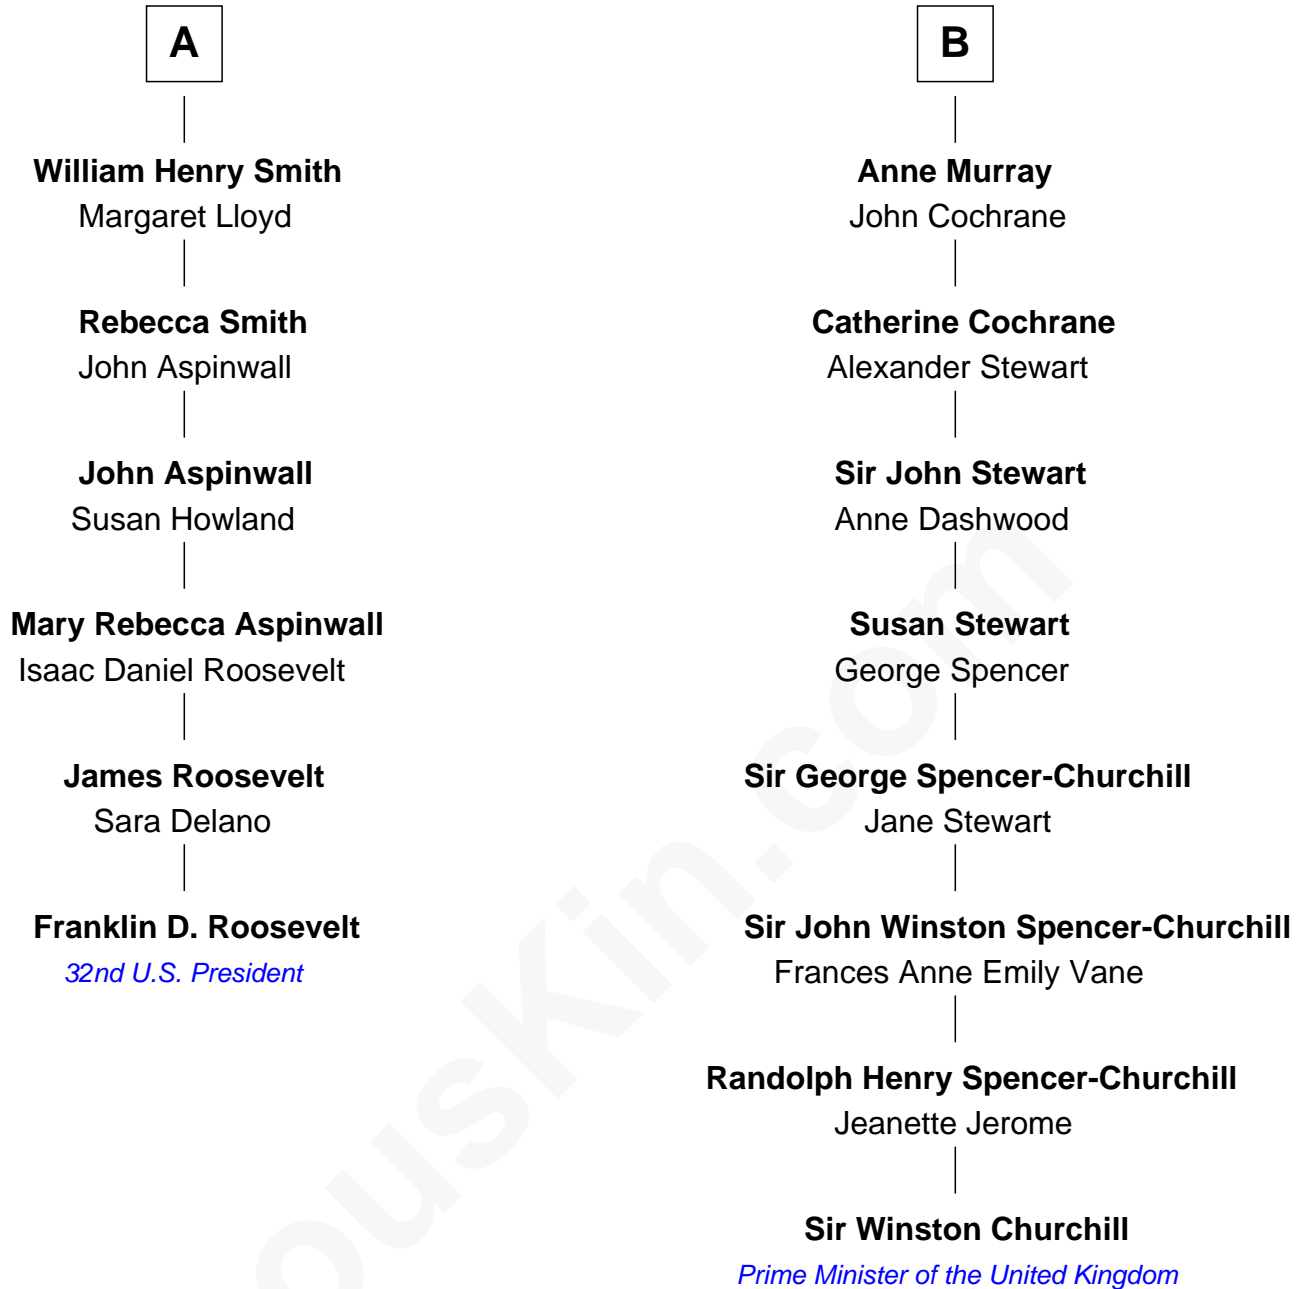 A
William Henry Smith
Margaret Lloyd
Rebecca Smith
John Aspinwall
John Aspinwall
Susan Howland
Mary Rebecca Aspinwall
Isaac Daniel Roosevelt
James Roosevelt
Sara Delano
Franklin D. Roosevelt
32nd U.S. President
B
Anne Murray
John Cochrane
Catherine Cochrane
Alexander Stewart
Sir John Stewart
Anne Dashwood
Susan Stewart
George Spencer
Sir George Spencer-Churchill
Jane Stewart
Sir John Winston Spencer-Churchill
Frances Anne Emily Vane
Randolph Henry Spencer-Churchill
Jeanette Jerome
Sir Winston Churchill
Prime Minister of the United Kingdom
ousKin.com